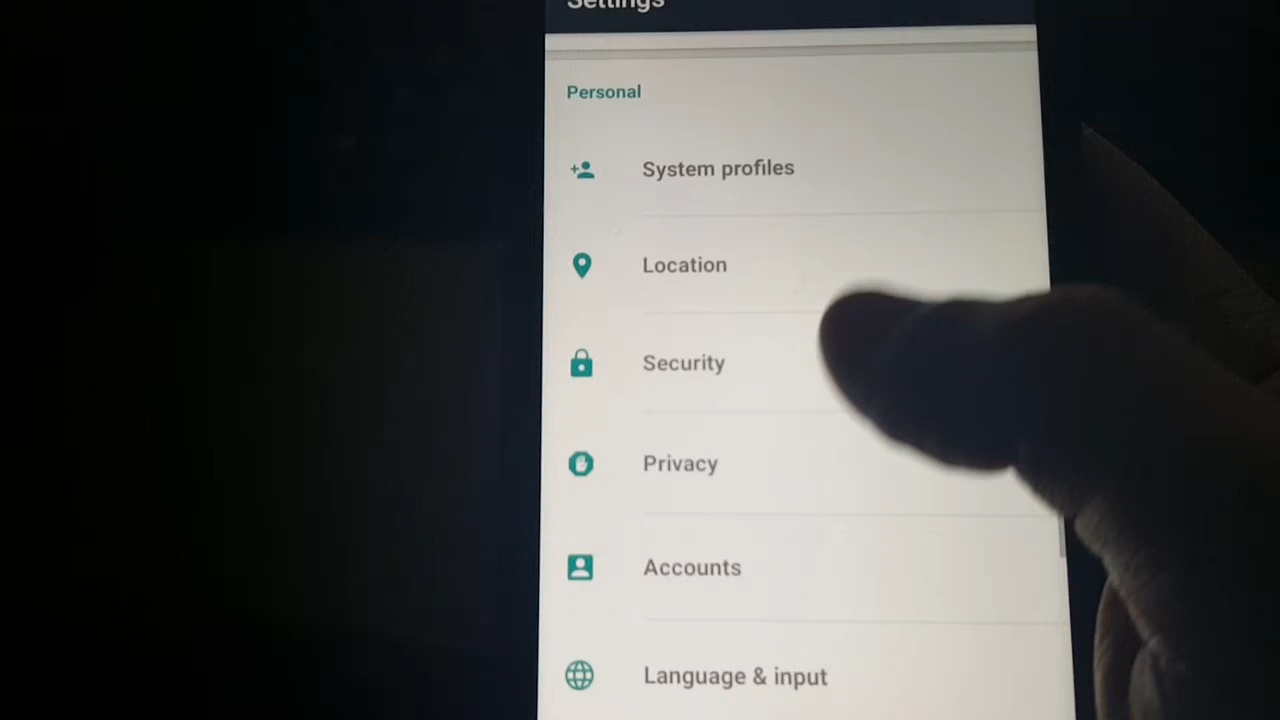 Settings
Personal
System profiles
Location
Security
Privacy
Accounts
Language & input